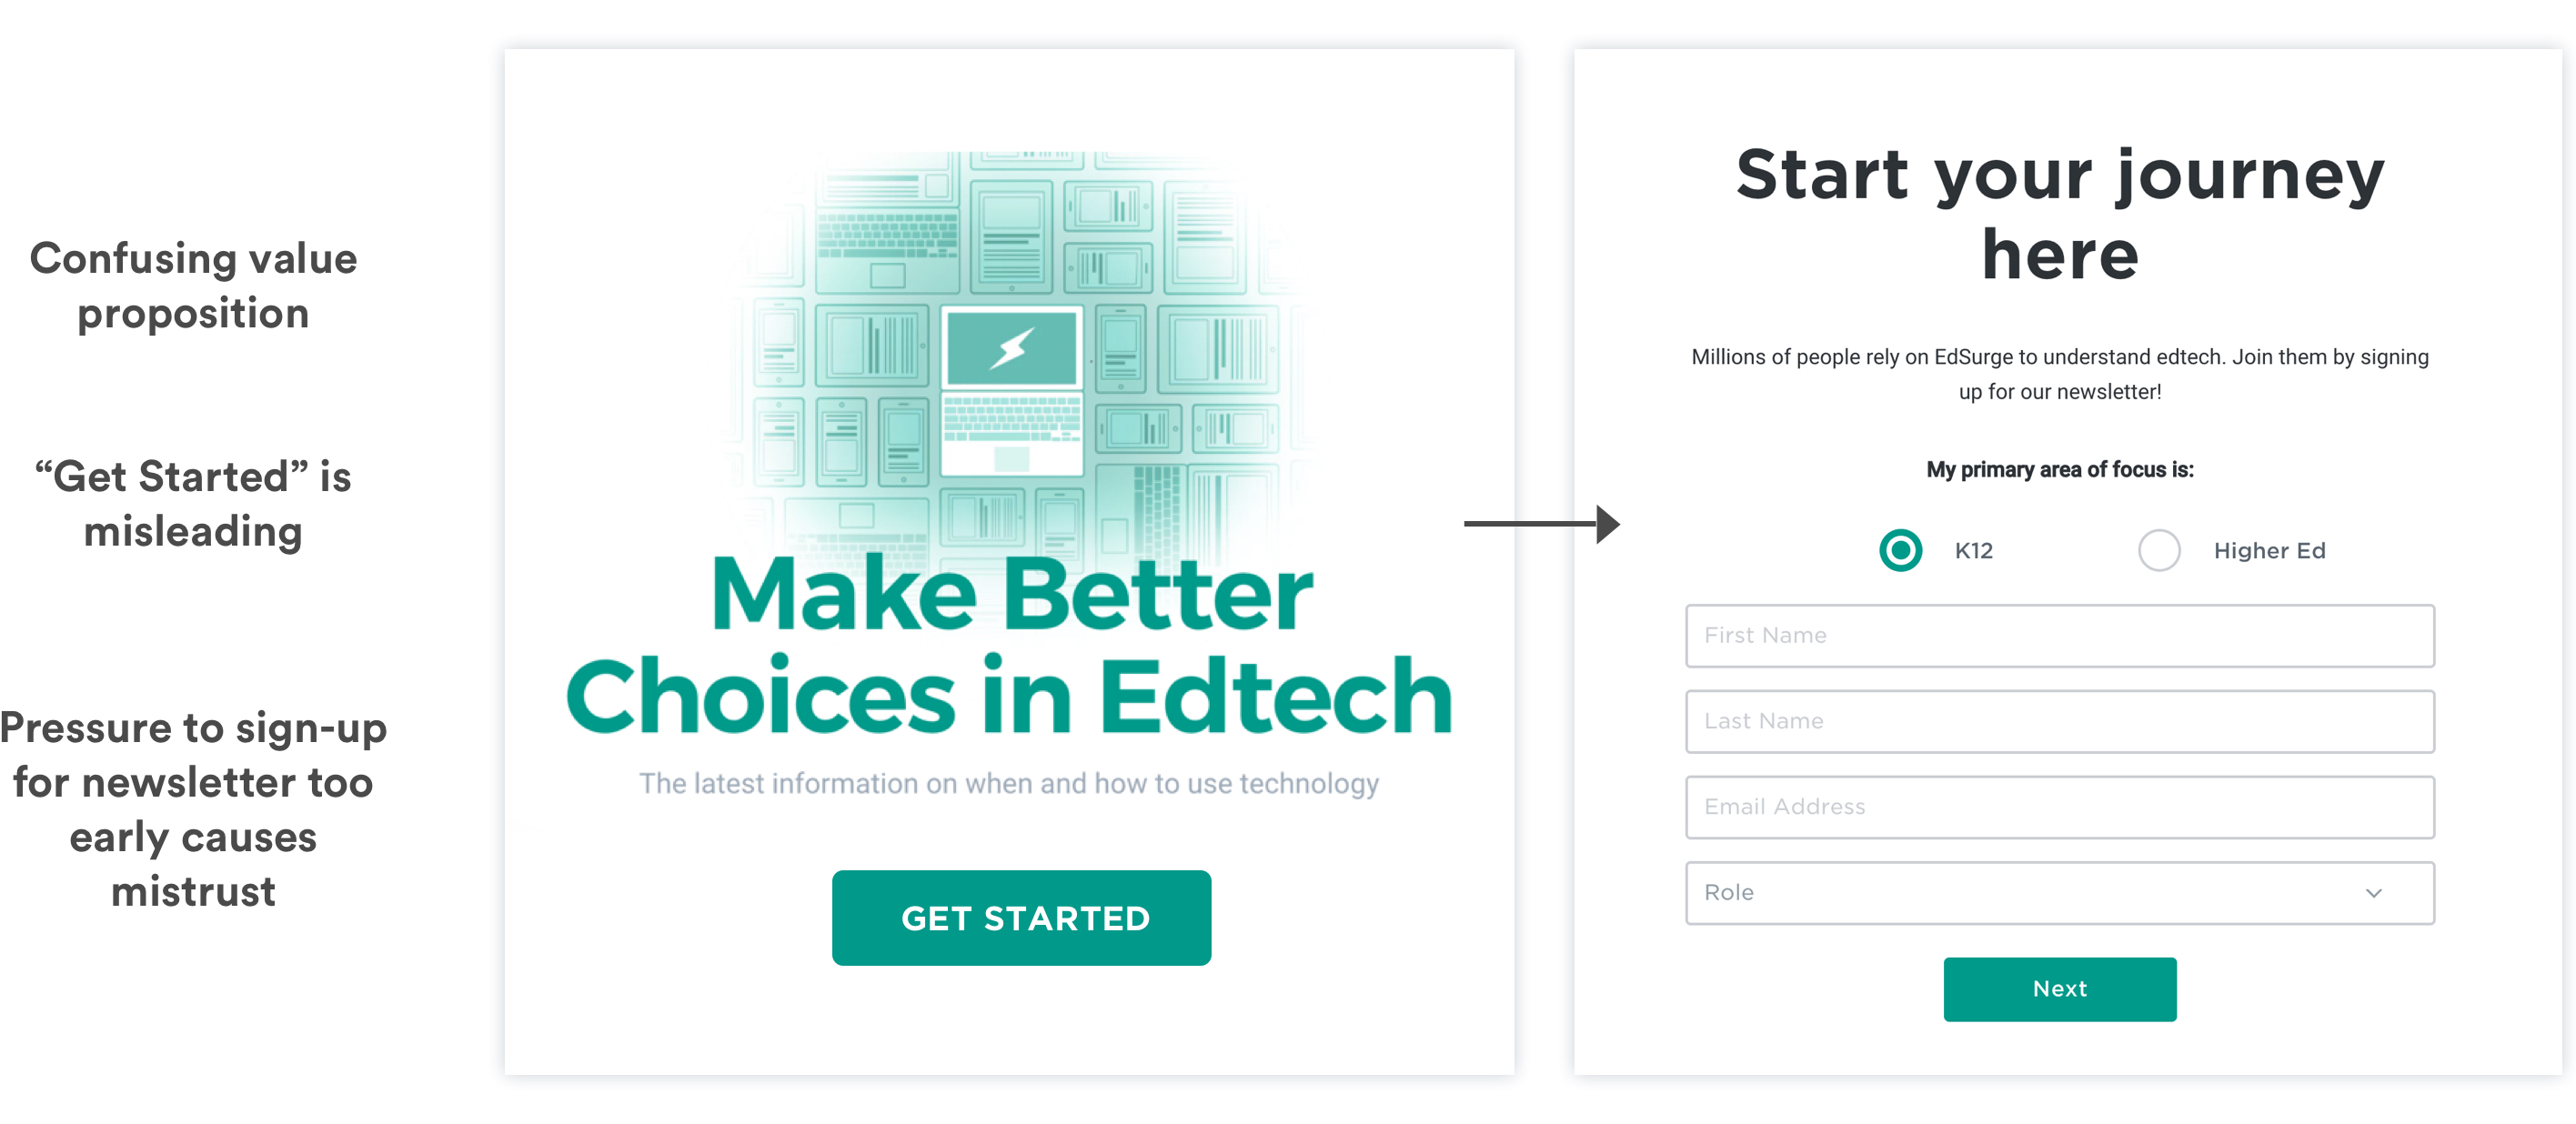 Confusing value
proposition
“Get Started” is
misleading
Pressure to sign-up
for newsletter too
early causes
mistrust
Make Better
Choices in Edtech
The latest information on when and how to use technology
GET STARTED
Start your journey
here
Millions of people rely on EdSurge to understand edtech. Join them by signing
up for our newsletter!
My primary area of focus is:
K12 Higher Ed
First Name
Last Name
Email Address
Role
Next